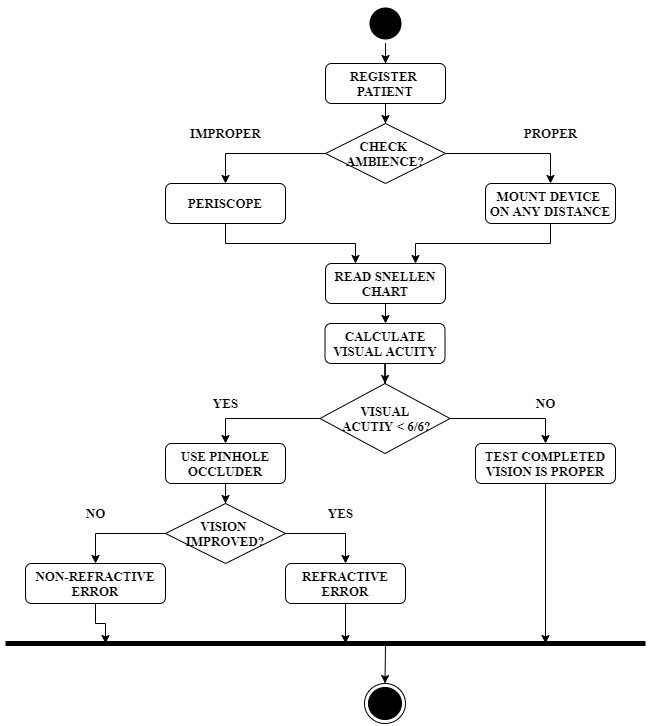 REGISTER
PATIENT
IMPROPER
CHECK
AMBIENCE?
PROPER
PERISCOPE
MOUNT DEVICE
ON ANY DISTANCE
READ SNELLEN
CHART
CALCULATE
VISUAL ACUITY
YES
VISUAL
ACUTIY < 6/6?
NO
USE PINHOLE
OCCLUDER
TEST COMPLETED
VISION IS PROPER
NO
VISION
IMPROVED?
YES
NON-REFRACTIVE
ERROR
REFRACTIVE
ERROR